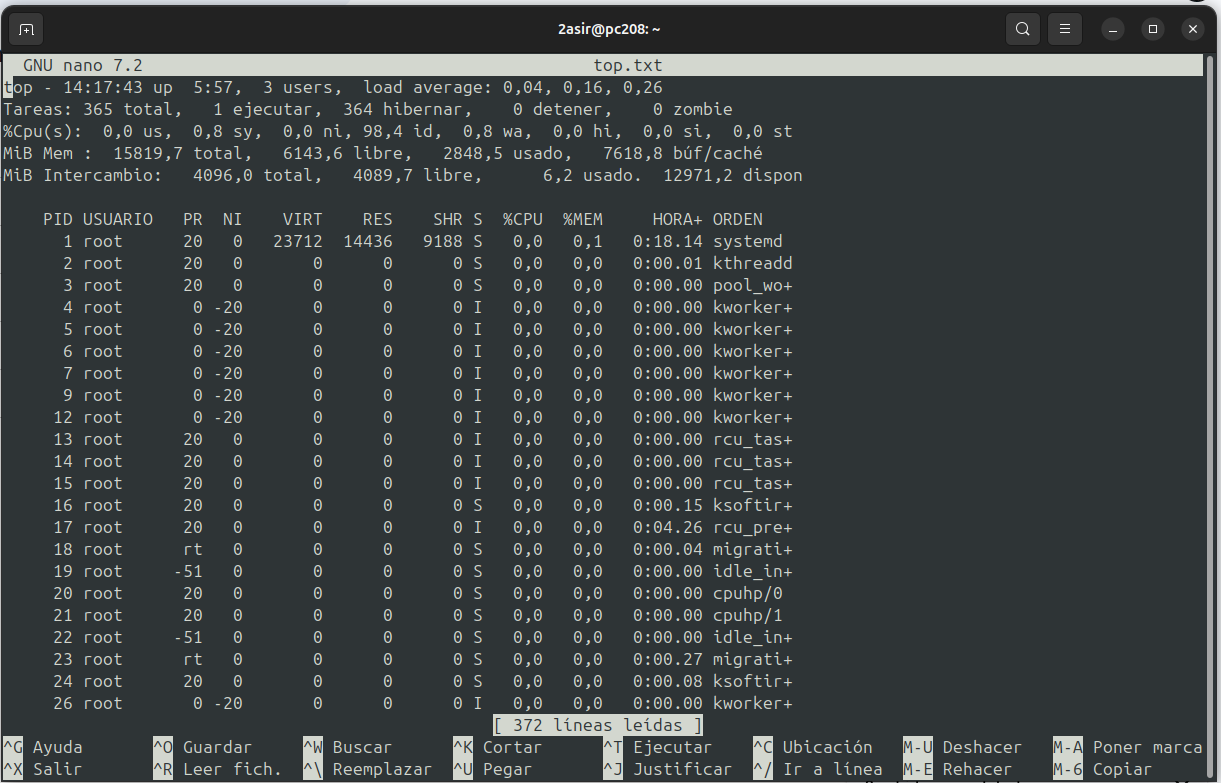 2asir@pc208: ~
GNU nano 7.2 top.txt
top - 14:17:43 up  5:57,  3 users,  load average: 0,04, 0,16, 0,26
Tareas: 365 total,   1 ejecutar,  364 hibernar,    0 detener,    0 zombie
%Cpu(s):  0,0 us,  0,8 sy,  0,0 ni, 98,4 id,  0,8 wa,  0,0 hi,  0,0 si,  0,0 st
MiB Mem :  15819,7 total,   6143,6 libre,   2848,5 usado,   7618,8 búf/caché
MiB Intercambio:   4096,0 total,   4089,7 libre,      6,2 usado.  12971,2 dispon
PID USUARIO   PR  NI    VIRT    RES    SHR S  %CPU  %MEM     HORA+ ORDEN
1 root      20   0   23712  14436   9188 S   0,0   0,1   0:18.14 systemd
2 root      20   0       0      0      0 S   0,0   0,0   0:00.01 kthreadd
3 root      20   0       0      0      0 S   0,0   0,0   0:00.00 pool_wo+
4 root       0 -20       0      0      0 I   0,0   0,0   0:00.00 kworker+
5 root       0 -20       0      0      0 I   0,0   0,0   0:00.00 kworker+
6 root       0 -20       0      0      0 I   0,0   0,0   0:00.00 kworker+
7 root       0 -20       0      0      0 I   0,0   0,0   0:00.00 kworker+
9 root       0 -20       0      0      0 I   0,0   0,0   0:00.00 kworker+
12 root       0 -20       0      0      0 I   0,0   0,0   0:00.00 kworker+
13 root      20   0       0      0      0 I   0,0   0,0   0:00.00 rcu_tas+
14 root      20   0       0      0      0 I   0,0   0,0   0:00.00 rcu_tas+
15 root      20   0       0      0      0 I   0,0   0,0   0:00.00 rcu_tas+
16 root      20   0       0      0      0 S   0,0   0,0   0:00.15 ksoftir+
17 root      20   0       0      0      0 I   0,0   0,0   0:04.26 rcu_pre+
18 root      rt   0       0      0      0 S   0,0   0,0   0:00.04 migrati+
19 root     -51   0       0      0      0 S   0,0   0,0   0:00.00 idle_in+
20 root      20   0       0      0      0 S   0,0   0,0   0:00.00 cpuhp/0
21 root      20   0       0      0      0 S   0,0   0,0   0:00.00 cpuhp/1
22 root     -51   0       0      0      0 S   0,0   0,0   0:00.00 idle_in+
23 root      rt   0       0      0      0 S   0,0   0,0   0:00.27 migrati+
24 root      20   0       0      0      0 S   0,0   0,0   0:00.08 ksoftir+
26 root       0 -20       0      0      0 I   0,0   0,0   0:00.00 kworker+
[ 372 líneas leídas ]
^G Ayuda ^O Guardar ^W Buscar ^K Cortar ^T Ejecutar ^C Ubicación M-U Deshacer M-A Poner marca
^X Salir ^R Leer fich. ^\ Reemplazar ^U Pegar ^J Justificar ^/ Ir a línea M-E Rehacer M-6 Copiar